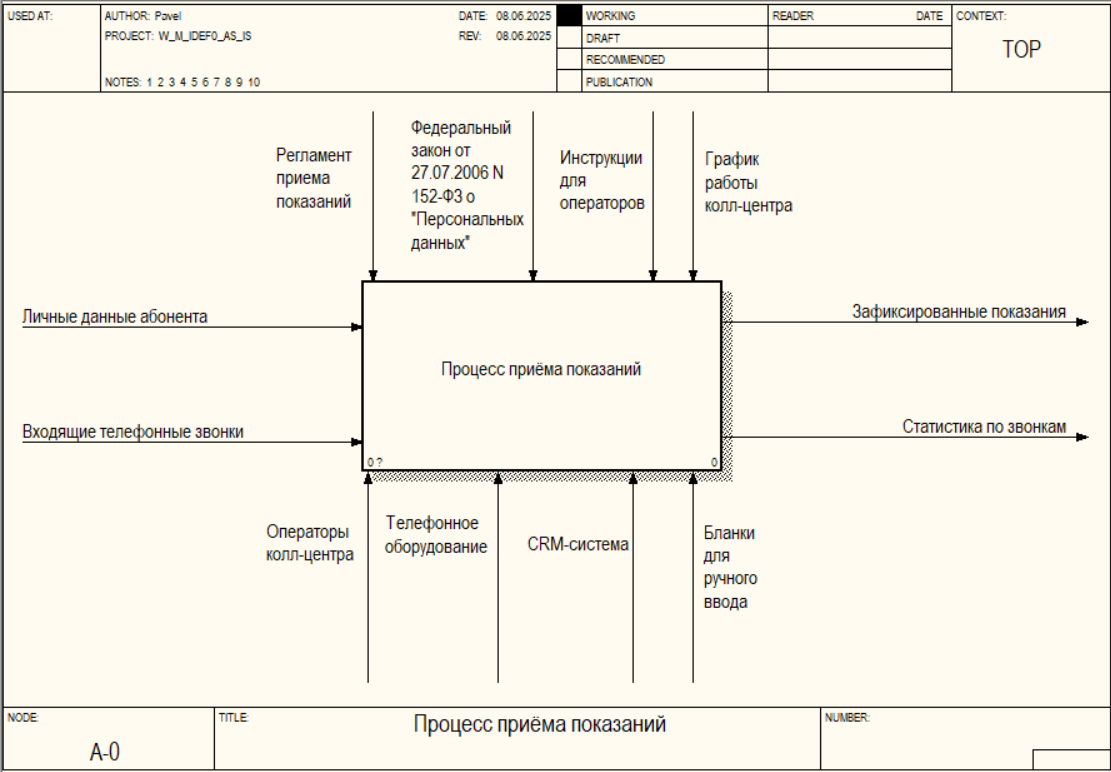 USED AT:
AUTHOR: Pavel
DATE: 08.06.2025
PROJECT: W_M_IDEF0_AS_IS
REV: 08.06.2025
NOTES: 1 2 3 4 5 6 7 8 9 10
WORKING
DRAFT
RECOMMENDED
PUBLICATION
READER
DATE
CONTEXT:
TOP
Регламент
приема
показаний
Федеральный
закон от
27.07.2006 N
152-ФЗ о
"Персональных
данных"
Инструкции
для
операторов
График
работы
колл-центра
Личные данные абонента
Входящие телефонные звонки
Процесс приёма показаний
0 ?
0
Зафиксированные показания
Статистика по звонкам
Операторы
колл-центра
Телефонное
оборудование
CRM-система
Бланки
для
ручного
ввода
NODE:
A-0
TITLE:
Процесс приёма показаний
NUMBER: